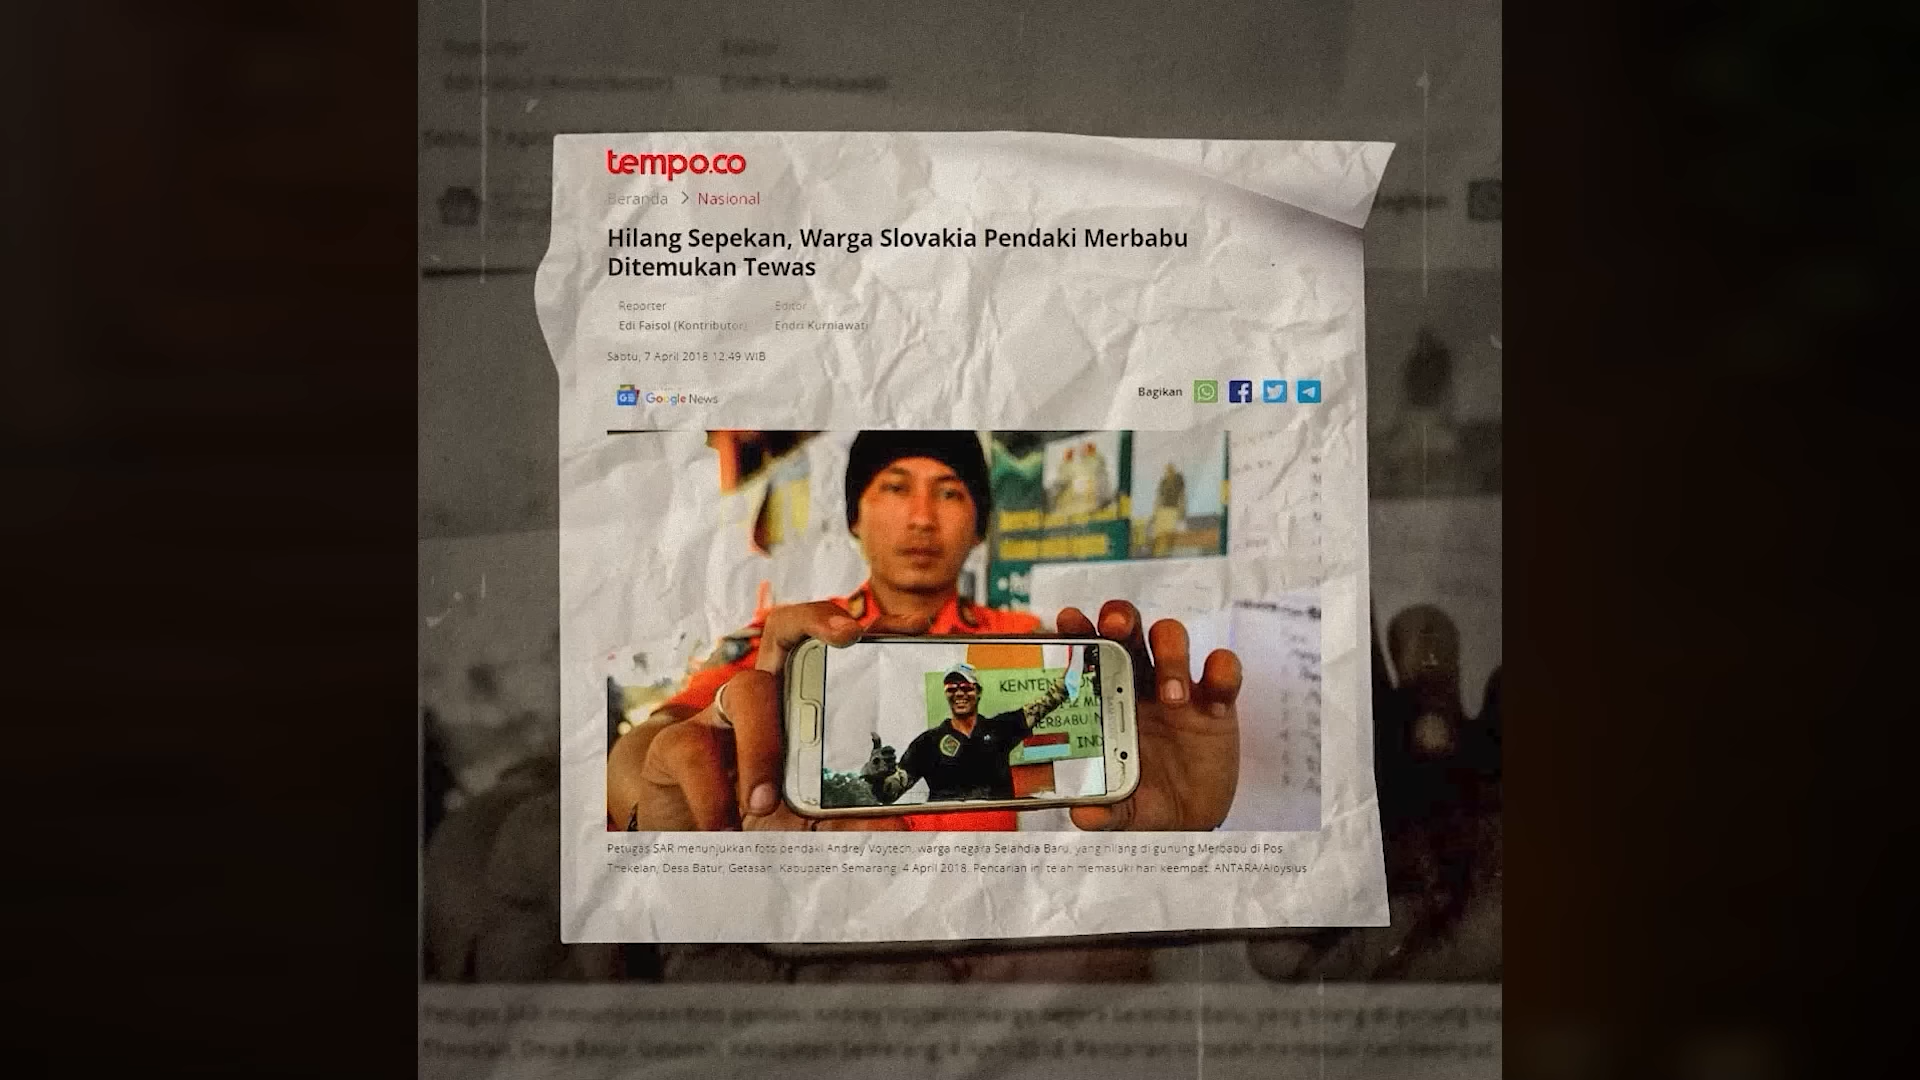 tempo.co
Beranda > Nasional
Hilang Sepekan, Warga Slovakia Pendaki Merbabu
Ditemukan Tewas
Reporter
Editor
Edi Faisol (Kontributor)
Endri Kurniawati
Sabtu, 7 April 2018 12:49 WIB
Google News
Bagikan
KENTEN
MERBABU
IND
Petugas SAR menunjukkan foto pendaki Andrey Voytech, warga negara Selandia Baru, yang hilang di gunung Merbabu di Pos
Thekelan, Desa Batur, Getasan, Kabupaten Semarang, 4 April 2018. Pencarian ini telah memasuki hari keempat. ANTARA/Aloysius